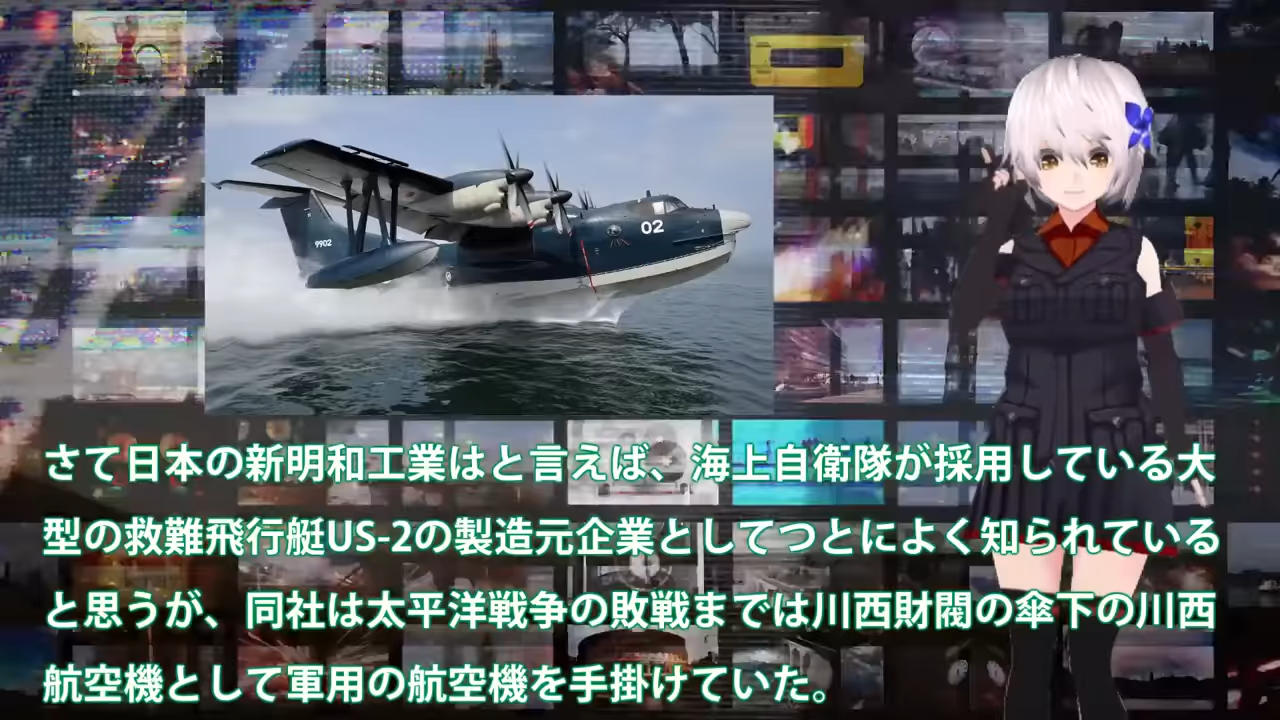 02
9902
さて日本の新明和工業はと言えば、海上自衛隊が採用している大
型の救難飛行艇US-2の製造元企業としてつとによく知られている
と思うが、同社は太平洋戦争の敗戦までは川西財閥の傘下の川西
航空機として軍用の航空機を手掛けていた。